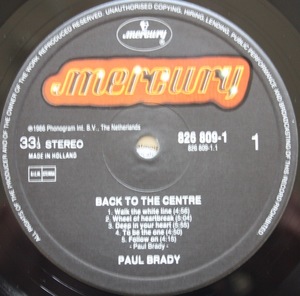 ALL RIGHTS OF THE PRODUCER AND OF THE OWNER OF THE WORK REPRODUCED RESERVED. UNAUTHORISED COPYING, HIRING, LENDING, PUBLIC PERFORMANCE AND BROADCASTING OF THIS RECORD PROHIBITED.
mercury
mercury
℗1986 Phonogram Int. B.V., The Netherlands
33⅓ STEREO
MADE IN HOLLAND
826 809-1
826 809-1.1
1
BACK TO THE CENTRE
1. Walk the white line (4:56)
2. Wheel of heartbreak (5:04)
3. Deep in your heart (5:55)
4. To be the one (4:50)
5. Follow on (4:16)
- Paul Brady -
PAUL BRADY